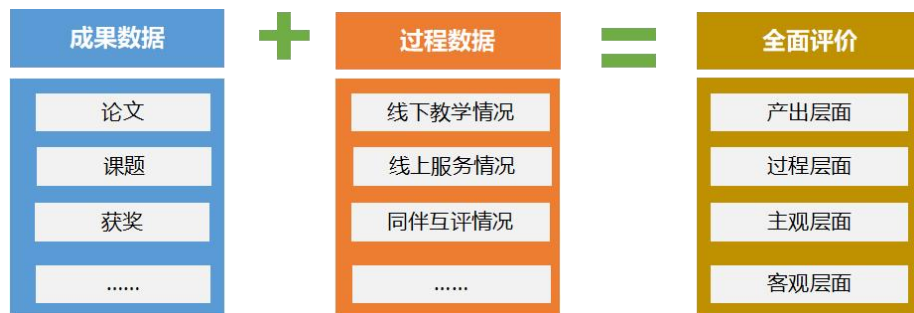 成果数据
+
过程数据
=
全面评价
论文
课题
获奖
......
线下教学情况
线上服务情况
同伴互评情况
......
产出层面
过程层面
主观层面
客观层面